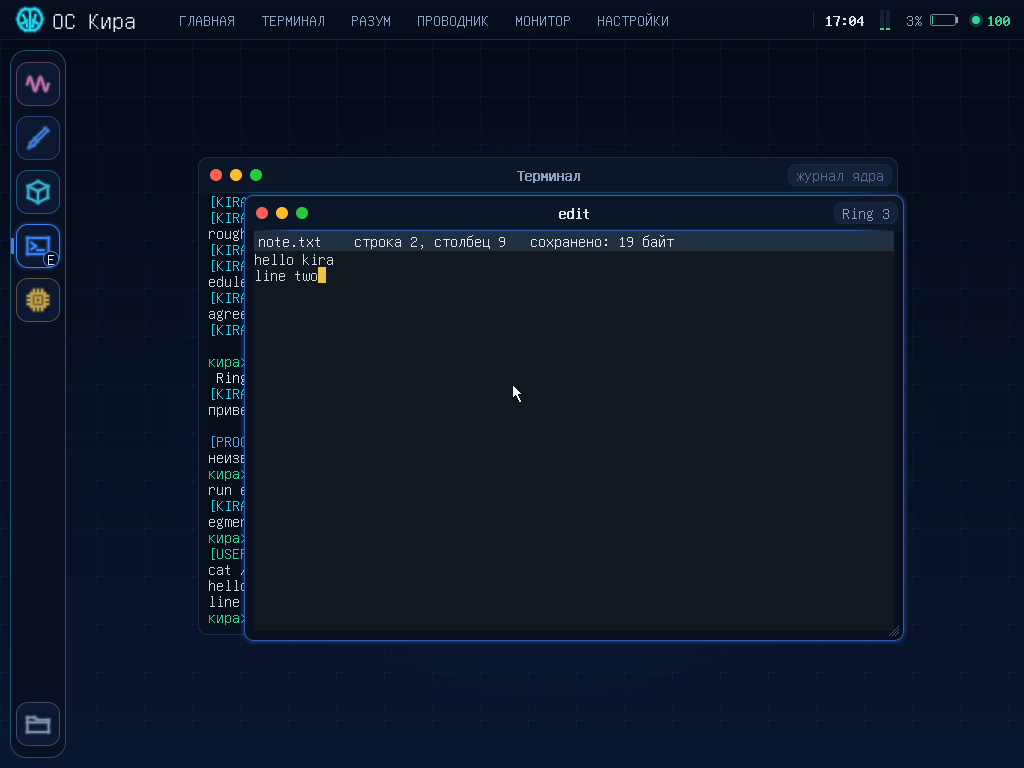 ОС Кира
ГЛАВНАЯ ТЕРМИНАЛ РАЗУМ ПРОВОДНИК МОНИТОР НАСТРОЙКИ
17:04 3% 100
Терминал журнал ядра
edit Ring 3
note.txt строка 2, столбец 9 сохранено: 19 байт
hello kira
line two
E
[KIRA
[KIRA
rough
[KIRA
[KIRA
edule
[KIRA
agree
[KIRA
кира>
Ring
[KIRA
приве
[PROC
неизв
кира>
run e
[KIRA
egmen
кира>
[USER
cat /
hello
line
кира>